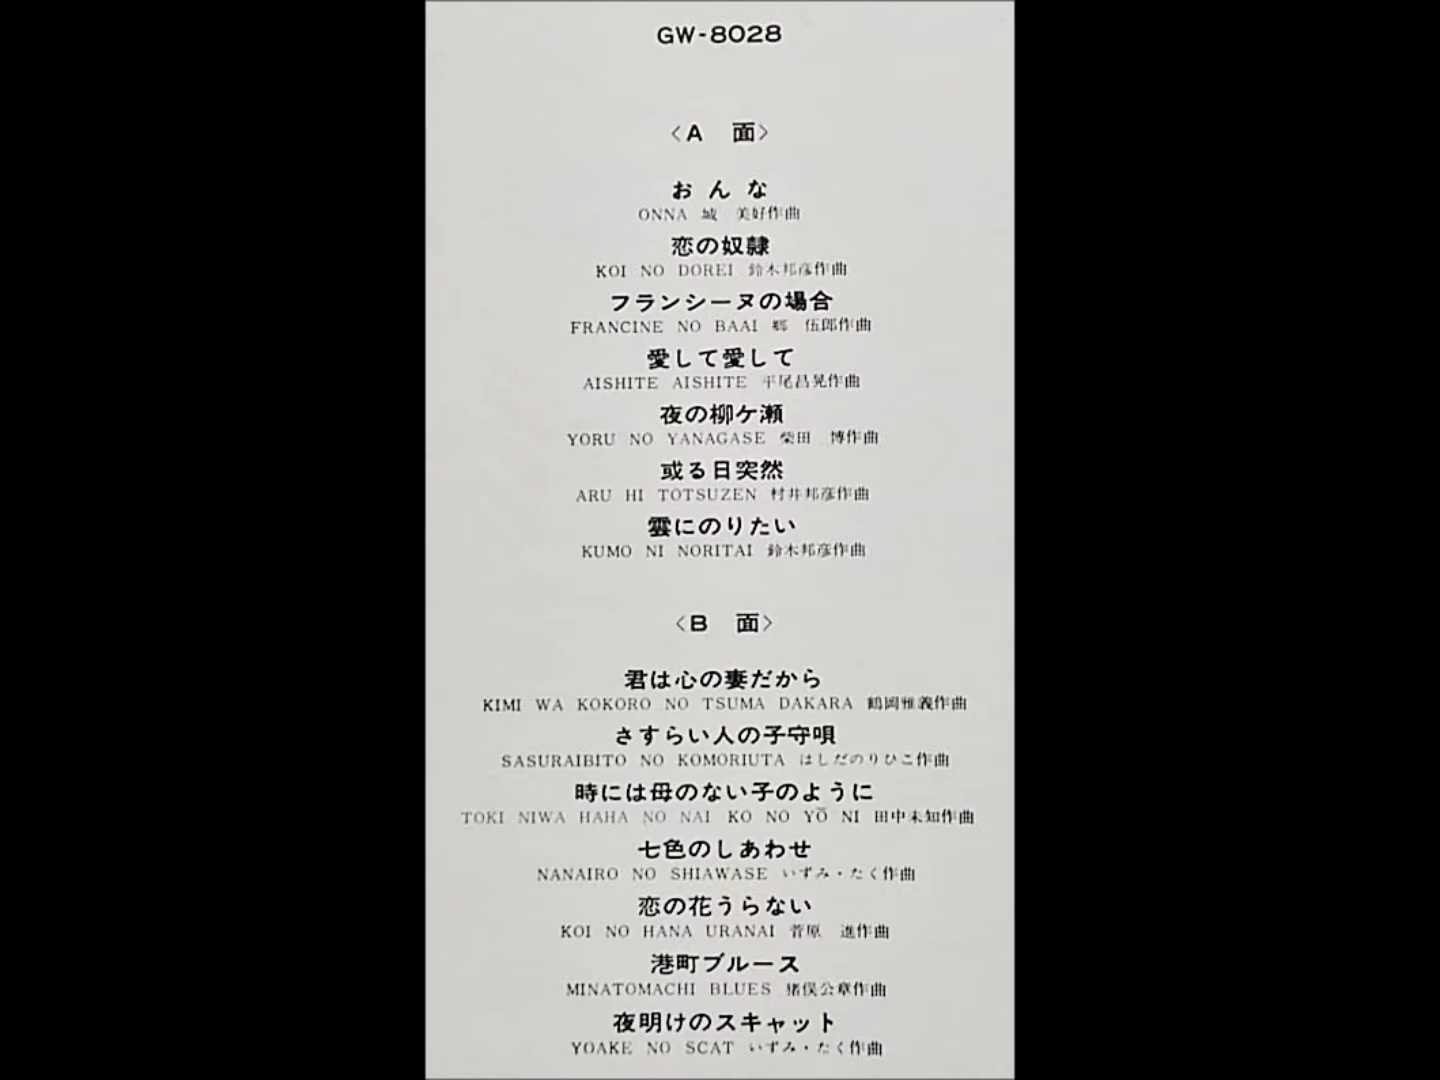 GW-8028
〈A 面〉
おんな
ONNA 城 美好作曲
恋の奴隷
KOI NO DOREI 鈴木邦彦作曲
フランシーヌの場合
FRANCINE NO BAAI 郷 伍郎作曲
愛して愛して
AISHITE AISHITE 平尾昌晃作曲
夜の柳ケ瀬
YORU NO YANAGASE 柴田 博作曲
或る日突然
ARU HI TOTSUZEN 村井邦彦作曲
雲にのりたい
KUMO NI NORITAI 鈴木邦彦作曲
〈B 面〉
君は心の妻だから
KIMI WA KOKORO NO TSUMA DAKARA 鶴岡雅義作曲
さすらい人の子守唄
SASURAIBITO NO KOMORIUTA はしだのりひこ作曲
時には母のない子のように
TOKI NIWA HAHA NO NAI KO NO YŌ NI 田中未知作曲
七色のしあわせ
NANAIRO NO SHIAWASE いずみ・たく作曲
恋の花うらない
KOI NO HANA URANAI 菅原 進作曲
港町ブルース
MINATOMACHI BLUES 猪俣公章作曲
夜明けのスキャット
YOAKE NO SCAT いずみ・たく作曲